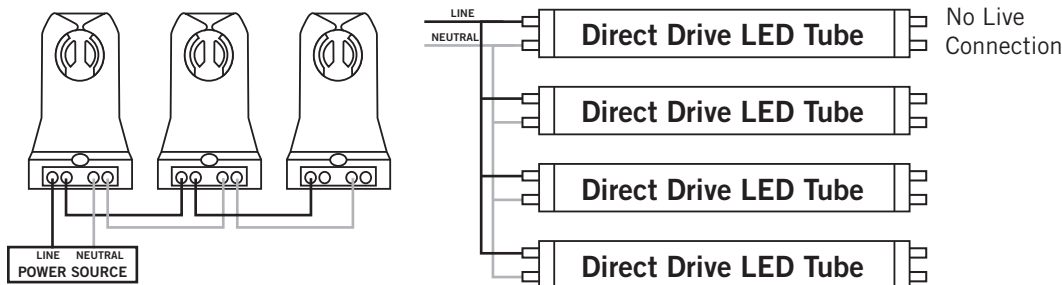 LINE
NEUTRAL
Direct Drive LED Tube
No Live
Connection
Direct Drive LED Tube
Direct Drive LED Tube
Direct Drive LED Tube
LINE NEUTRAL
POWER SOURCE